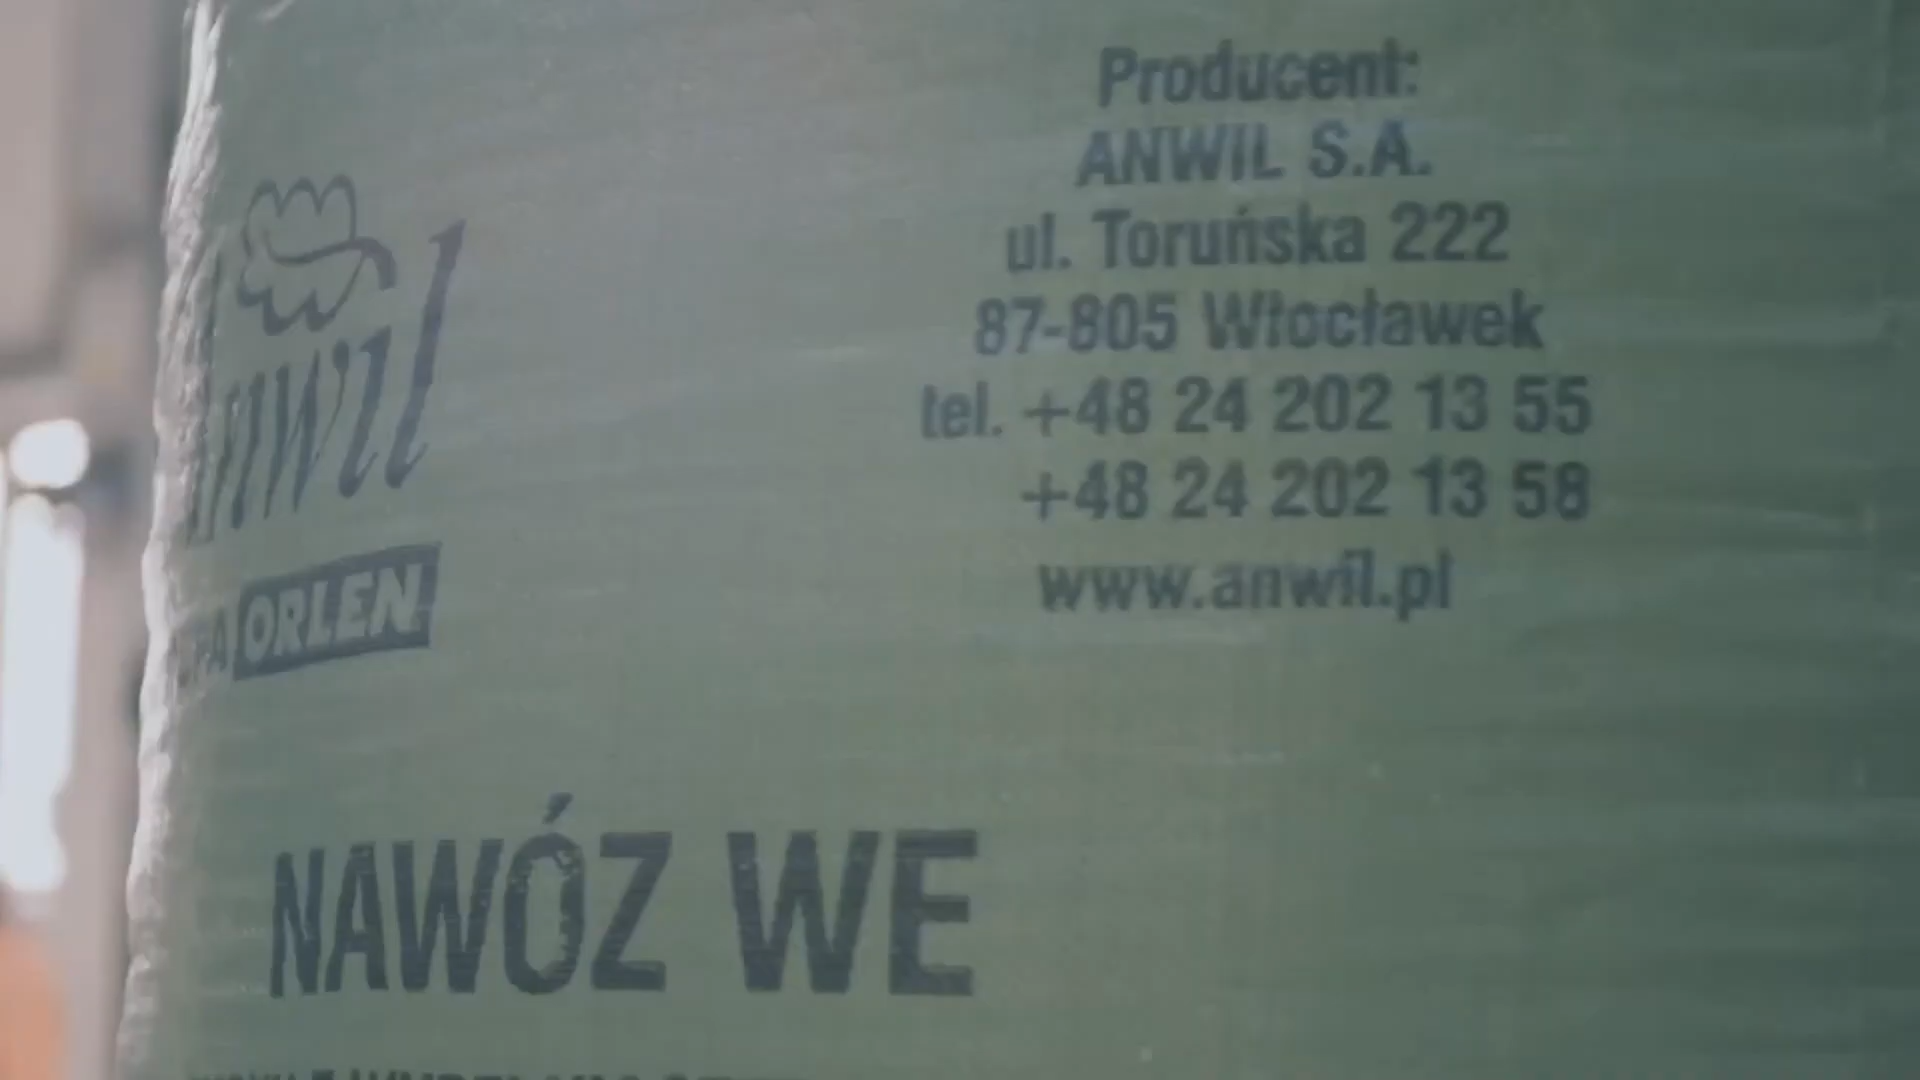 Anwil
ORLEN
Producent:
ANWIL S.A.
ul. Toruńska 222
87-805 Włocławek
tel. +48 24 202 13 55
+48 24 202 13 58
www.anwil.pl
NAWÓZ WE